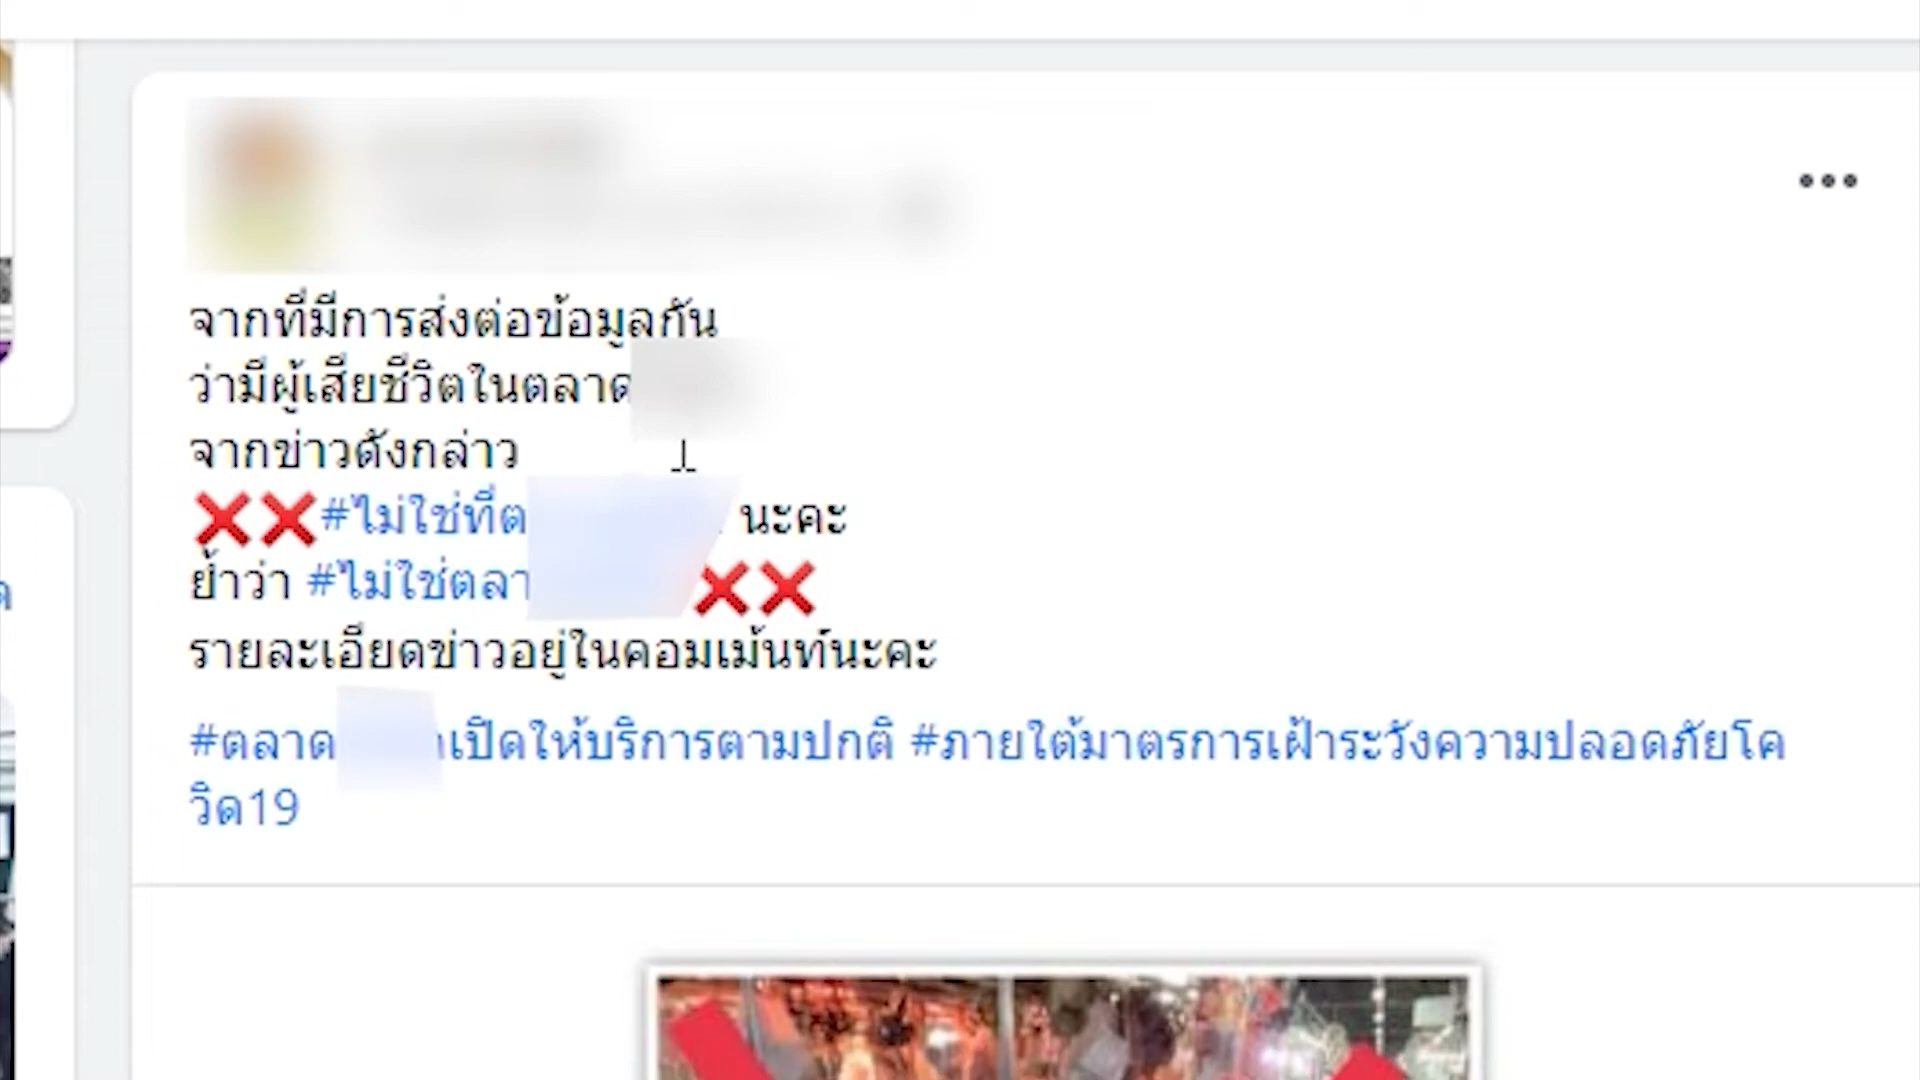 จากที่มีการส่งต่อข้อมูลกัน
ว่ามีผู้เสียชีวิตในตลาด
จากข่าวดังกล่าว
❌❌#ไม่ใช่ที่ต นะคะ
ย้ำว่า #ไม่ใช่ตลา ❌❌
รายละเอียดข่าวอยู่ในคอมเม้นท์นะคะ
#ตลาด าเปิดให้บริการตามปกติ #ภายใต้มาตรการเฝ้าระวังความปลอดภัยโค
วิด19